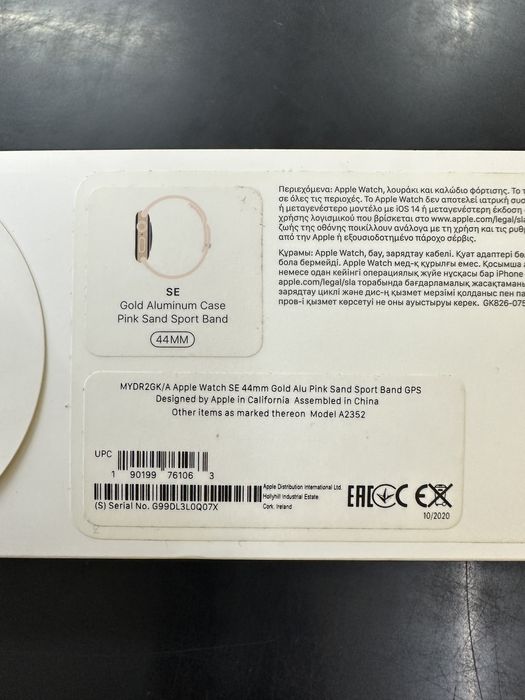 Περιεχόμενα: Apple Watch, λουράκι και καλώδιο φόρτισης. Το τ
σε όλες τις περιοχές. Το Apple Watch δεν αποτελεί ιατρική συσ
ή μεταγενέστερο μοντέλο με iOS 14 ή μεταγενέστερη έκδοση
χρήσης λογισμικού που βρίσκεται στο www.apple.com/legal/sla
ζωής της οθόνης ποικίλλουν ανάλογα με τη χρήση και τις ρυθ
από την Apple ή εξουσιοδοτημένο πάροχο σέρβις.
Құрамы: Apple Watch, бау, зарядтау кабелі. Қуат адаптері бө
бола бермейді. Apple Watch мед-қ құрылғы емес. Қосымша
немесе одан кейінгі операциялық жүйе нұсқасы бар iPhone
apple.com/legal/sla торабында бағдарламалық жасақтаманы
зарядтау циклі және дис-ң қызмет мерзімі қолданыс пен па
пров-і қызмет көрсетуі не оны ауыстыруы керек. GK826-075
SE
Gold Aluminum Case
Pink Sand Sport Band
44MM
MYDR2GK/A Apple Watch SE 44mm Gold Alu Pink Sand Sport Band GPS
Designed by Apple in California Assembled in China
Other items as marked thereon Model A2352
UPC
1 90199 76106 3
(S) Serial No. G99DL3L0Q07X
Apple Distribution International Ltd.
Hollyhill Industrial Estate
Cork, Ireland
EAC CE
10/2020